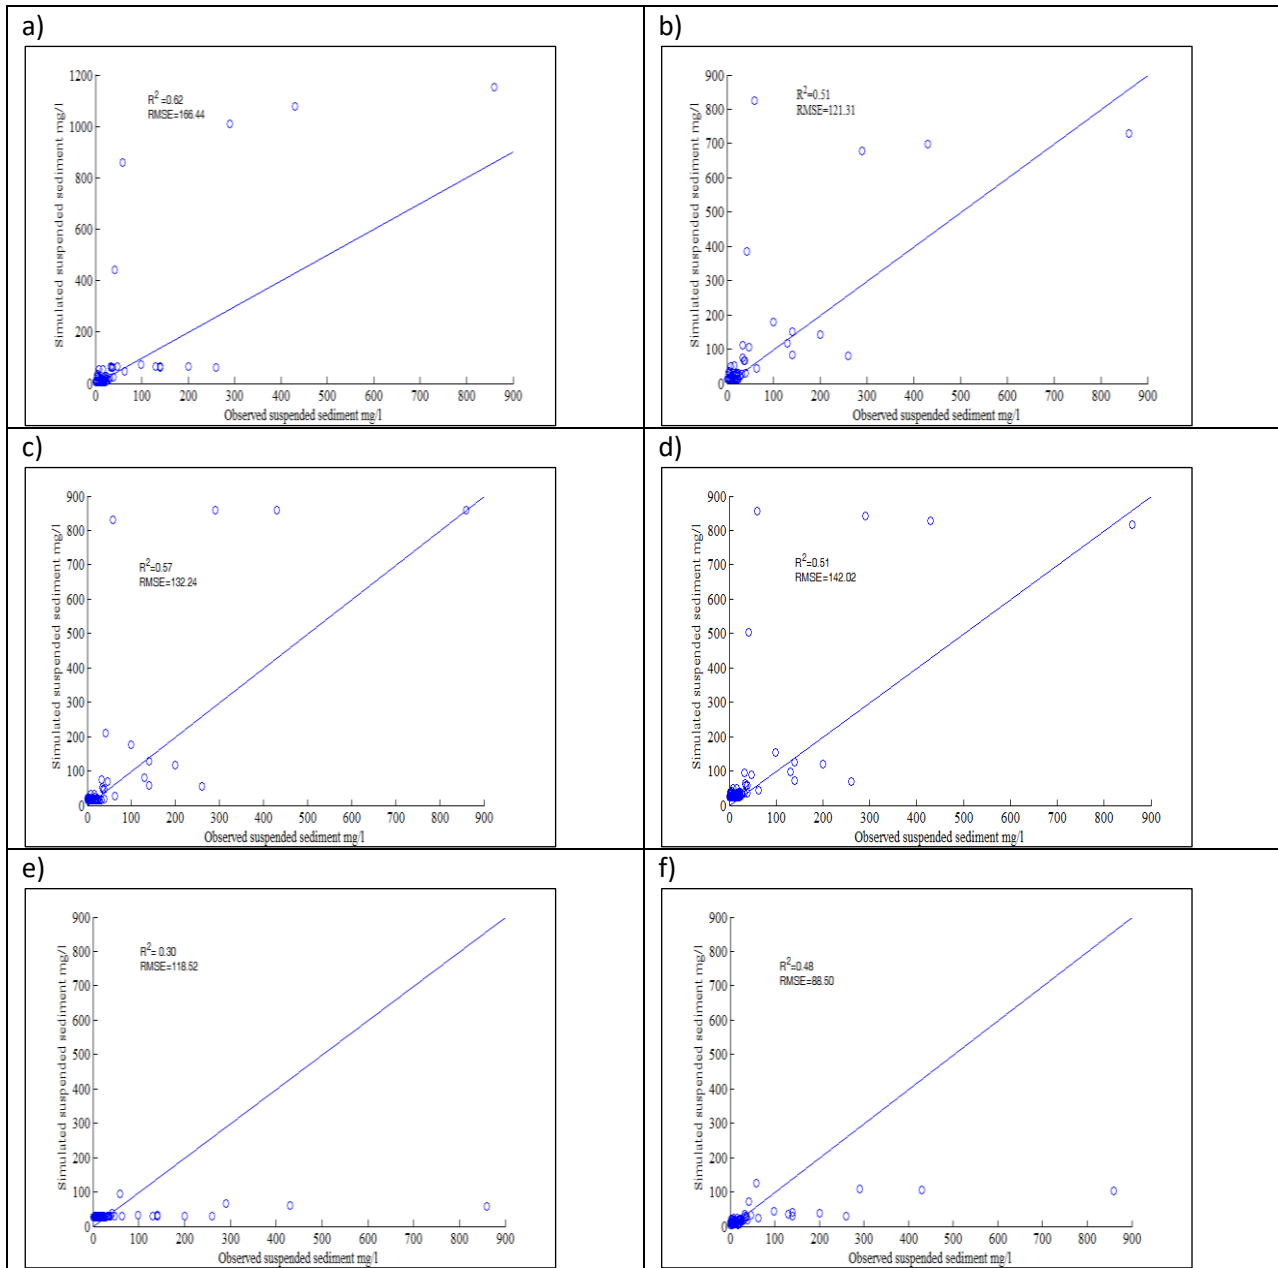 a)
R2 =0.62
RMSE=166.44
Simulated suspended sediment mg/l
1200
1000
800
600
400
200
0
0 100 200 300 400 500 600 700 800 900
Observed suspended sediment mg/l
b)
R2=0.51
RMSE=121.31
Simulated suspended sediment mg/l
900
800
700
600
500
400
300
200
100
0
0 100 200 300 400 500 600 700 800 900
Observed suspended sediment mg/l
c)
R2=0.57
RMSE=132.24
Simulated suspended sediment mg/l
900
800
700
600
500
400
300
200
100
0
0 100 200 300 400 500 600 700 800 900
Observed suspended sediment mg/l
d)
R2=0.51
RMSE=142.02
Simulated suspended sediment mg/l
900
800
700
600
500
400
300
200
100
0
0 100 200 300 400 500 600 700 800 900
Observed suspended sediment mg/l
e)
R2= 0.30
RMSE=118.52
Simulated suspended sediment mg/l
900
800
700
600
500
400
300
200
100
0
0 100 200 300 400 500 600 700 800 900
Observed suspended sediment mg/l
f)
R2=0.48
RMSE=88.50
Simulated suspended sediment mg/l
900
800
700
600
500
400
300
200
100
0
0 100 200 300 400 500 600 700 800 900
Observed suspended sediment mg/l